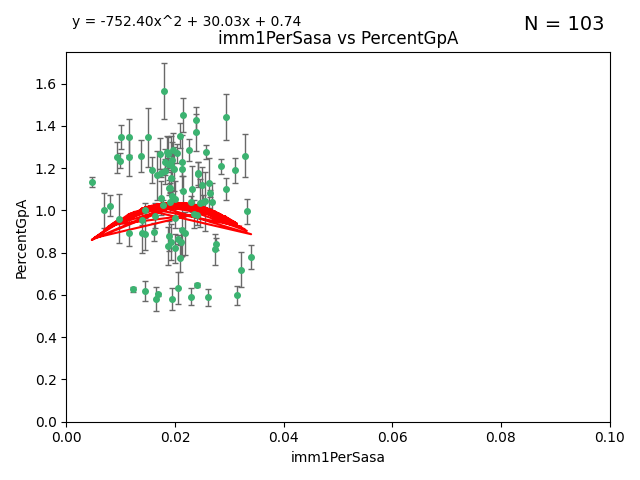 y = -752.40x^2 + 30.03x + 0.74
N = 103
imm1PerSasa vs PercentGpA
PercentGpA
1.6
1.4
1.2
1.0
0.8
0.6
0.4
0.2
0.0
0.00 0.02 0.04 0.06 0.08 0.10
imm1PerSasa